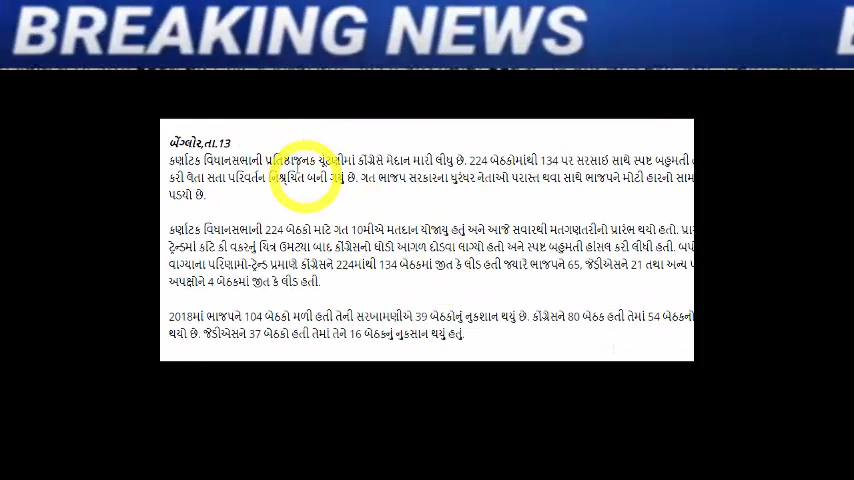 BREAKING NEWS
બેંગ્લોર,તા.13
કર્ણાટક વિધાનસભાની પ્રતિષ્ઠાજનક ચૂંટણીમાં કોંગ્રેસે મેદાન મારી લીધુ છે. 224 બેઠકોમાંથી 134 પર સરસાઈ સાથે સ્પષ્ટ બહુમતી
કરી લેતા સતા પરિવર્તન નિશ્ર્ચિત બની ગયું છે. ગત ભાજપ સરકારના ધુરંધર નેતાઓ પરાસ્ત થવા સાથે ભાજપને મોટી હારનો સામ
પડયો છે.
કર્ણાટક વિધાનસભાની 224 બેઠકો માટે ગત 10મીએ મતદાન યોજાયુ હતું અને આજે સવારથી મતગણતરીનો પ્રારંભ થયો હતો. પ્રા
ટ્રેન્ડમાં કાંટે કી ટક્કરનું ચિત્ર ઉમટ્યા બાદ કોંગ્રેસનો ઘોડી આગળ દોડવા લાગ્યો હતો અને સ્પષ્ટ બહુમતી હાંસલ કરી લીધી હતી. બપો
વાગ્યાના પરિણામો-ટ્રેન્ડ પ્રમાણે કોંગ્રેસને 224માંથી 134 બેઠકમાં જીત કે લીડ હતી જ્યારે ભાજપને 65, જેડીએસને 21 તથા અન્ય પ
અપક્ષોને 4 બેઠકમાં જીત કે લીડ હતી.
2018માં ભાજપને 104 બેઠકો મળી હતી તેની સરખામણીએ 39 બેઠકોનું નુકશાન થયું છે. કોંગ્રેસને 80 બેઠક હતી તેમાં 54 બેઠકનો
થયો છે. જેડીએસને 37 બેઠકો હતી તેમાં તેને 16 બેઠકનું નુકસાન થયું હતું.